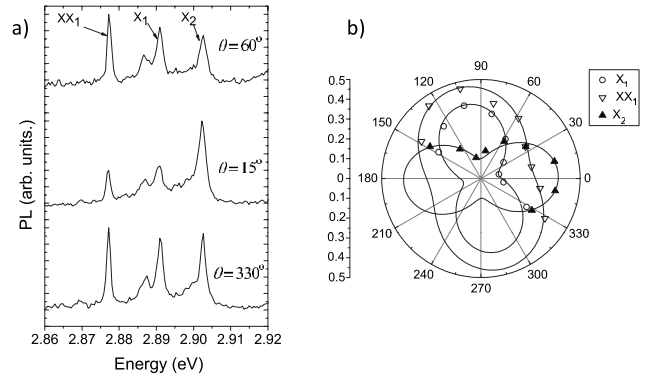 a)
XX1
X1
X2
θ=60°
θ=15°
θ=330°
PL (arb. units.)
2.86 2.87 2.88 2.89 2.90 2.91 2.92
Energy (eV)
b)
0.5
0.4
0.3
0.2
0.1
0
0.1
0.2
0.3
0.4
0.5
90
120
60
150
30
180
0
210
330
240
300
270
X1
XX1
X2